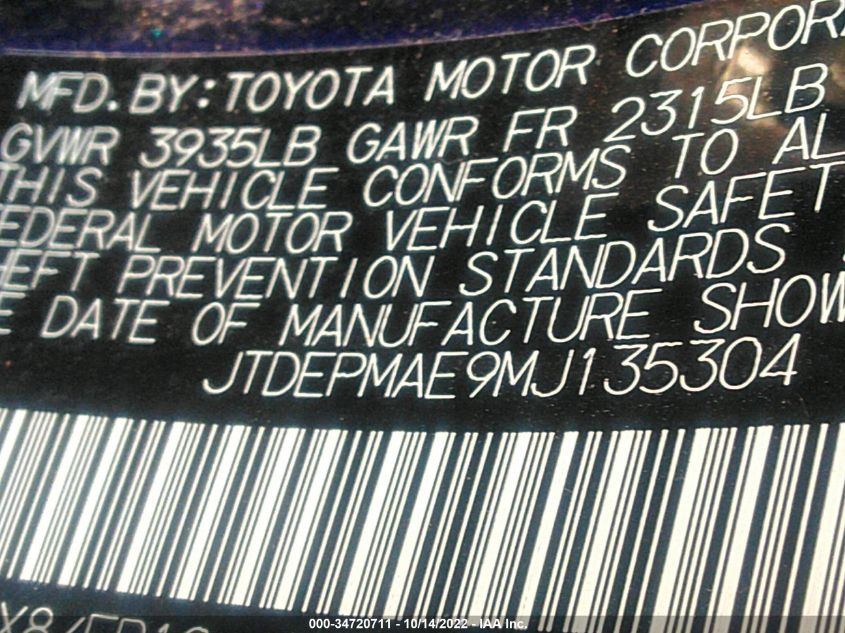 MFD. BY: TOYOTA MOTOR CORPORA
GVWR 3935LB GAWR FR 2315LB
THIS VEHICLE CONFORMS TO AL
EDERAL MOTOR VEHICLE SAFET
EFT PREVENTION STANDARDS
E DATE OF MANUFACTURE SHOW
JTDEPMAE9MJ135304
000-34720711 - 10/14/2022 - IAA Inc.